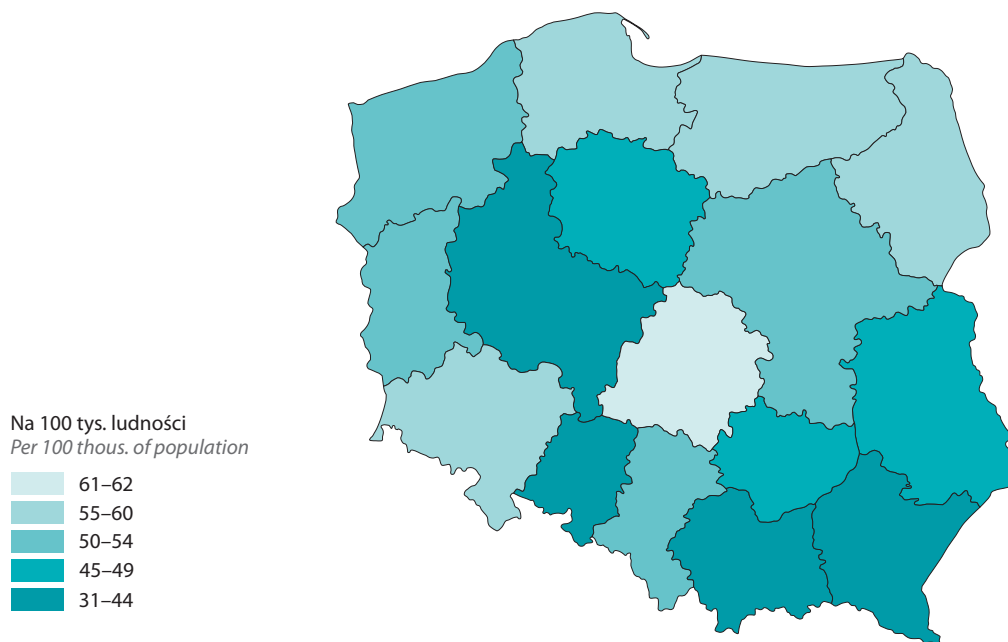 Na 100 tys. ludności
Per 100 thous. of population
61–62
55–60
50–54
45–49
31–44